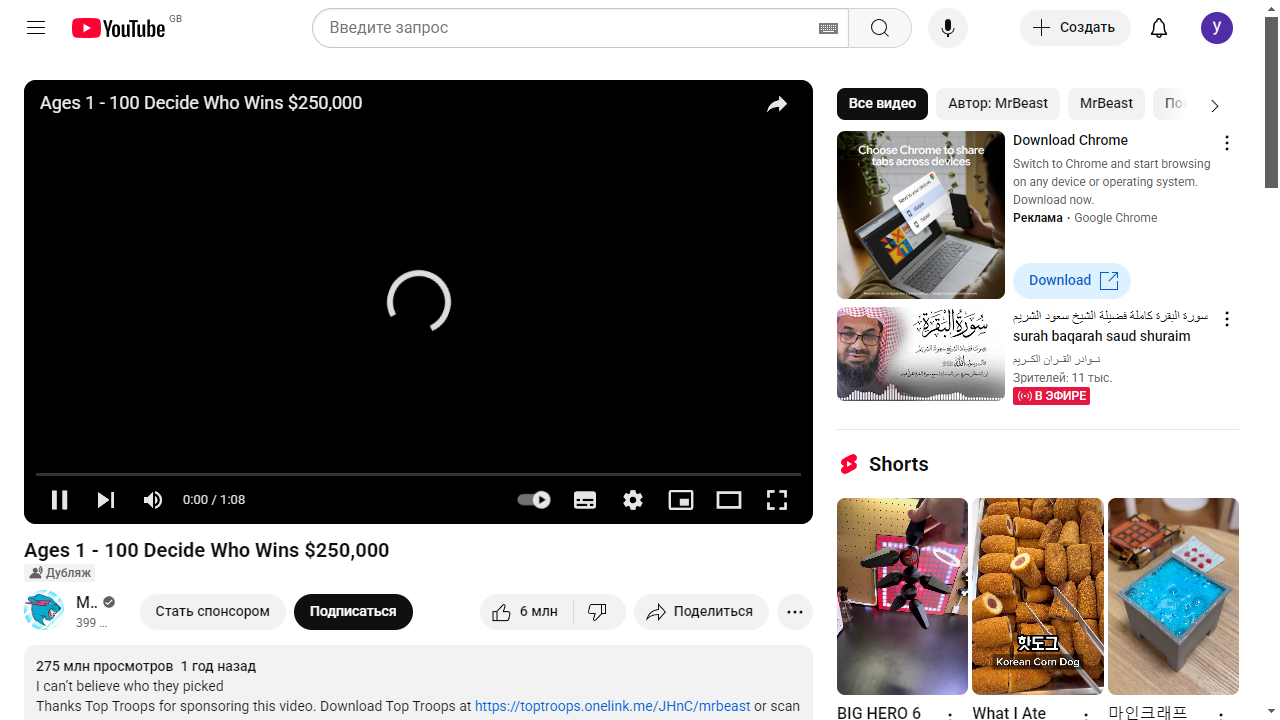 YouTube
GB
Введите запрос
Создать
y
Ages 1 - 100 Decide Who Wins $250,000
0:00 / 1:08
Ages 1 - 100 Decide Who Wins $250,000
Дубляж
M..
399 ...
Стать спонсором
Подписаться
6 млн
Поделиться
275 млн просмотров 1 год назад
I can’t believe who they picked
Thanks Top Troops for sponsoring this video. Download Top Troops at https://toptroops.onelink.me/JHnC/mrbeast or scan
Все видео
Автор: MrBeast
MrBeast
Choose Chrome to share
tabs across devices
Download Chrome
Switch to Chrome and start browsing
on any device or operating system.
Download now.
Реклама · Google Chrome
Download
سورة البقرة
سورة البقرة كاملة فضيلة الشيخ سعود الشريم
surah baqarah saud shuraim
نــوادر القــران الكــريم
Зрителей: 11 тыс.
В ЭФИРЕ
Shorts
핫도그
Korean Corn Dog
BIG HERO 6
What I Ate
마인크래프